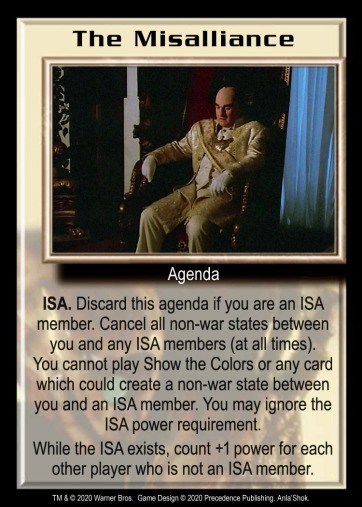 The Misalliance
Agenda
ISA. Discard this agenda if you are an ISA
member. Cancel all non-war states between
you and any ISA members (at all times).
You cannot play Show the Colors or any card
which could create a non-war state between
you and an ISA member. You may ignore the
ISA power requirement.
While the ISA exists, count +1 power for each
other player who is not an ISA member.
TM & © 2020 Warner Bros. Game Design © 2020 Precedence Publishing. Anla'Shok.